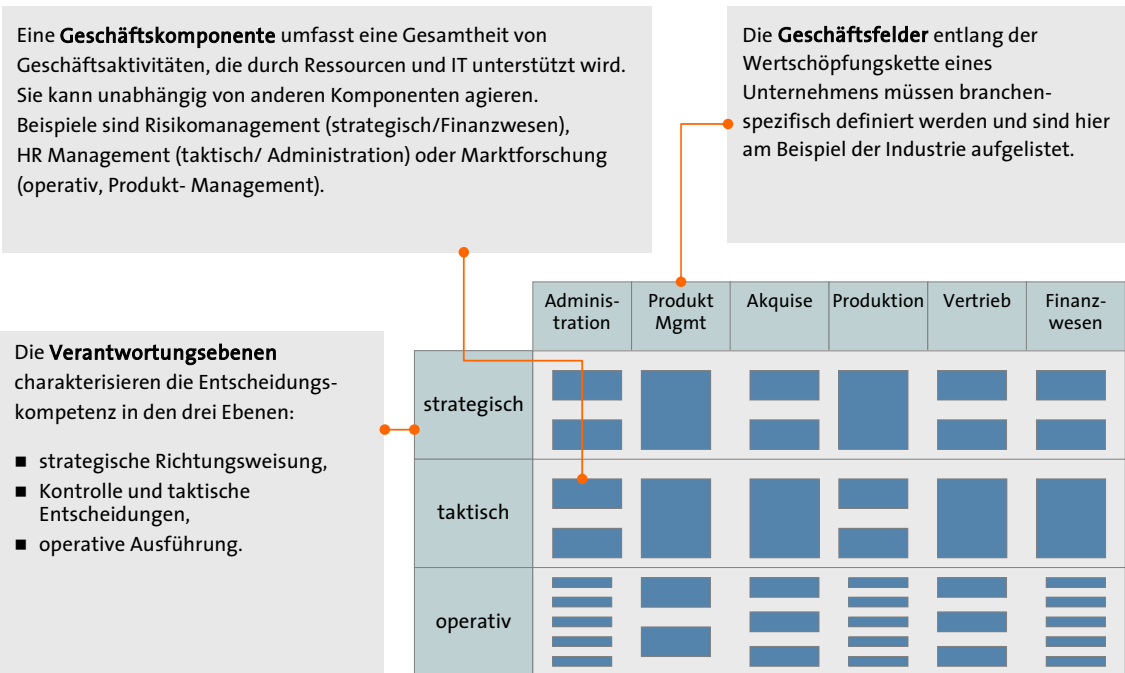 Eine Geschäftskomponente umfasst eine Gesamtheit von
Geschäftsaktivitäten, die durch Ressourcen und IT unterstützt wird.
Sie kann unabhängig von anderen Komponenten agieren.
Beispiele sind Risikomanagement (strategisch/Finanzwesen),
HR Management (taktisch/ Administration) oder Marktforschung
(operativ, Produkt- Management).
Die Geschäftsfelder entlang der
Wertschöpfungskette eines
Unternehmens müssen branchen-
spezifisch definiert werden und sind hier
am Beispiel der Industrie aufgelistet.
Die Verantwortungsebenen
charakterisieren die Entscheidungs-
kompetenz in den drei Ebenen:
■ strategische Richtungsweisung,
■ Kontrolle und taktische
Entscheidungen,
■ operative Ausführung.
Adminis-
tration
Produkt
Mgmt
Akquise
Produktion
Vertrieb
Finanz-
wesen
strategisch
taktisch
operativ